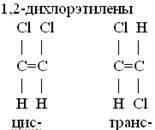 1,2-дихлорэтилены
Cl Cl Cl H
| | | |
C=C C=C
| | | |
H H H Cl
цис- транс-